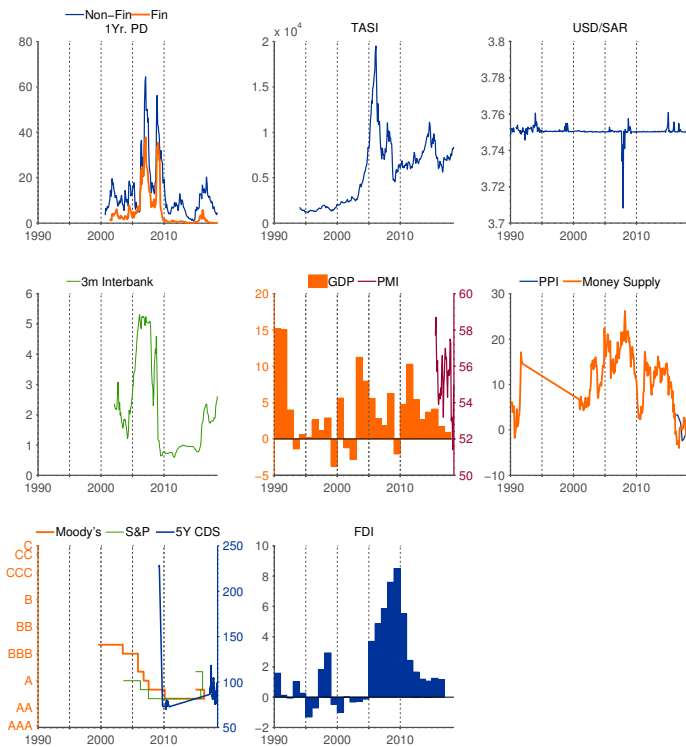 Non−Fin Fin
1Yr. PD
80
60
40
20
0
1990 2000 2010
TASI
2 x 10^4
1.5
1
0.5
0
1990 2000 2010
USD/SAR
3.8
3.78
3.76
3.74
3.72
3.7
1990 2000 2010
3m Interbank
6
5
4
3
2
1
0
1990 2000 2010
GDP PMI
20 60
15 58
10 56
5 54
0 52
−5 50
1990 2000 2010
PPI Money Supply
30
20
10
0
−10
1990 2000 2010
Moody's S&P 5Y CDS
C 250
CC
CCC 200
B
BB 150
BBB
A 100
AA
AAA 50
1990 2000 2010
FDI
10
8
6
4
2
0
−2
1990 2000 2010